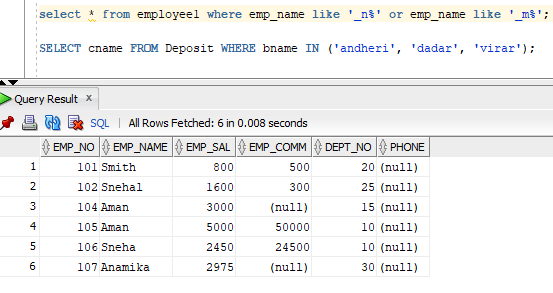 select * from employee1 where emp_name like '_n%' or emp_name like '_m%';
SELECT cname FROM Deposit WHERE bname IN ('andheri', 'dadar', 'virar');
Query Result x
SQL | All Rows Fetched: 6 in 0.008 seconds
EMP_NO EMP_NAME EMP_SAL EMP_COMM DEPT_NO PHONE
1 101 Smith 800 500 20 (null)
2 102 Snehal 1600 300 25 (null)
3 104 Aman 3000 (null) 15 (null)
4 105 Aman 5000 50000 10 (null)
5 106 Sneha 2450 24500 10 (null)
6 107 Anamika 2975 (null) 30 (null)